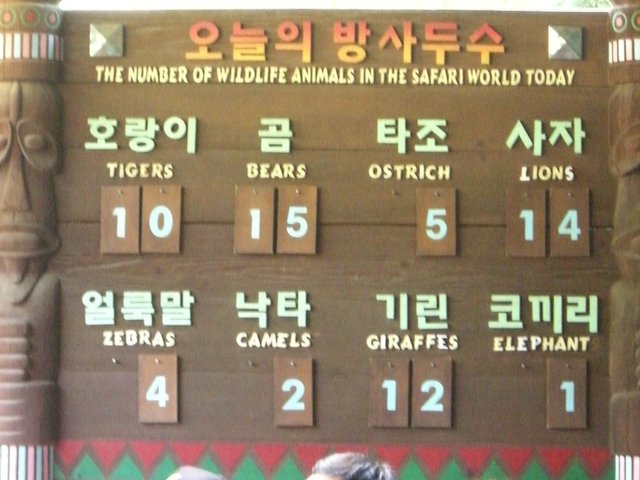 오늘의 방사두수
THE NUMBER OF WILDLIFE ANIMALS IN THE SAFARI WORLD TODAY
호랑이 곰 타조 사자
TIGERS BEARS OSTRICH LIONS
10 15 5 14
얼룩말 낙타 기린 코끼리
ZEBRAS CAMELS GIRAFFES ELEPHANT
4 2 12 1